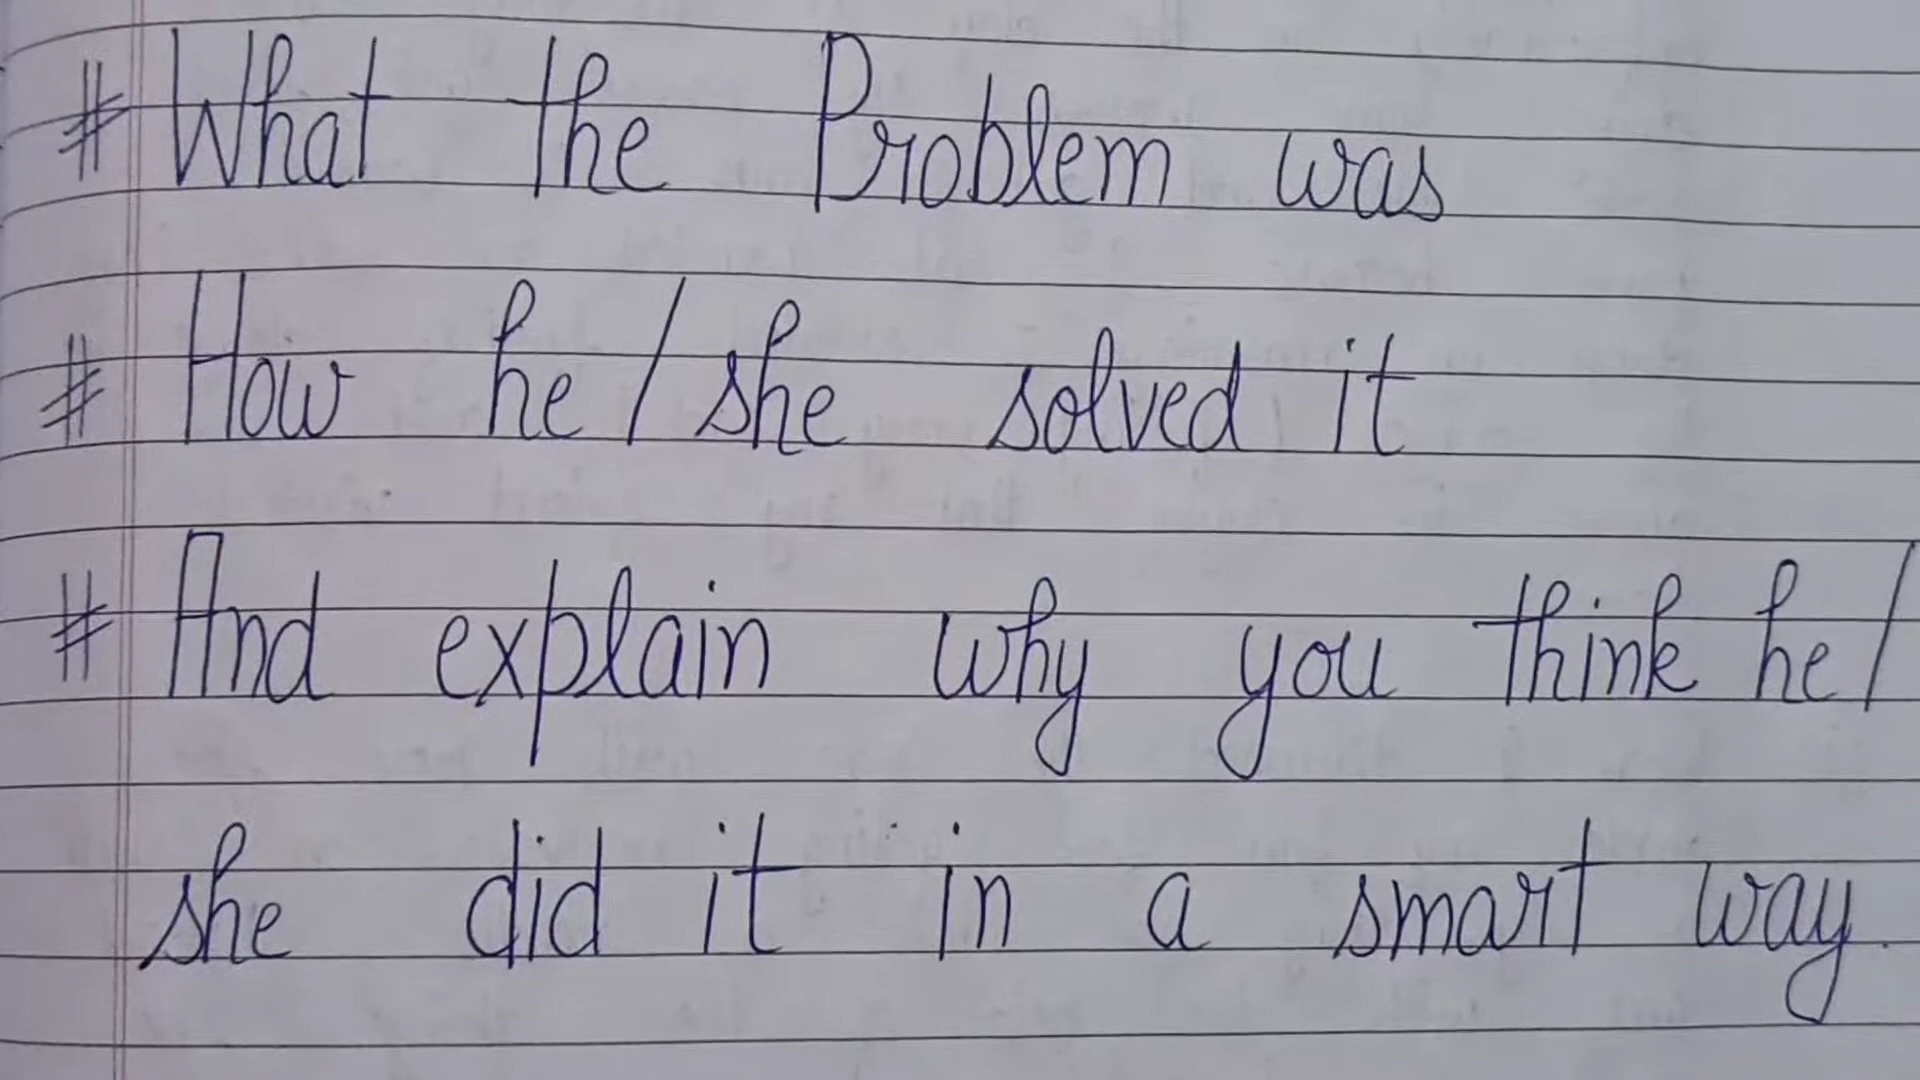 # What the Problem was
# How he / she solved it
# And explain why you think he /
she did it in a smart way.